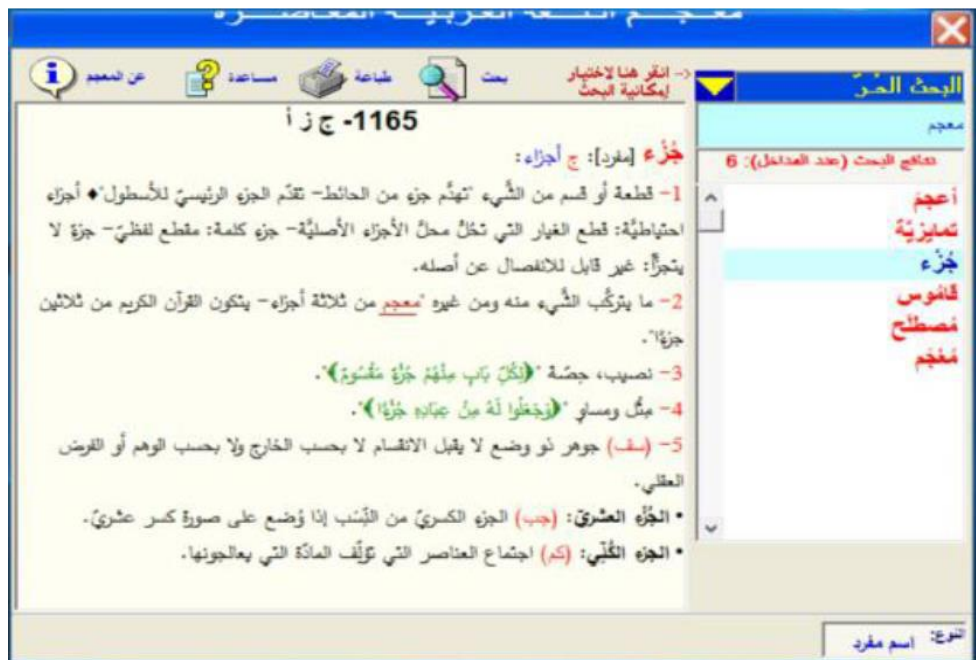 معجم اللغة العربية المعاصرة
البحث الحر
معجم
نتائج البحث (عدد المداخل): 6
أعجمَ
تمايزيّة
جُزْء
قاموس
مُصطلَح
مُعْجَم
<- انقر هنا لاختيار
إمكانية البحث
بحث
طباعة
مساعدة
عن المعجم
1165- ج ز أ
جُزْء [مفرد]: ج أجزاء:
1- قطعة أو قسم من الشَّيء "تهدَّم جزء من الحائط- تقدّم الجزء الرئيسيّ للأسطول"♦ أجزاء
احتياطيَّة: قطع الغيار التي تحُلّ محلَّ الأجزاء الأصليَّة- جزء كلمة: مقطع لفظيّ- جزءٌ لا
يتجزّأ: غير قابل للانفصال عن أصله.
2- ما يتركَّب الشَّيء منه ومن غيره "معجم من ثلاثة أجزاء- يتكون القرآن الكريم من ثلاثين
جزءًا".
3- نصيب، حصّة "﴿لِكُلِّ بَابٍ مِنْهُمْ جُزْءٌ مَقْسُومٌ﴾".
4- مِثْل ومساوٍ "﴿وَجَعَلُوا لَهُ مِنْ عِبَادِهِ جُزْءًا﴾".
5- (سف) جوهر ذو وضع لا يقبل الانقسام لا بحسب الخارج ولا بحسب الوهم أو الفرض
العقلي.
• الجُزْء العشريّ: (جب) الجزء الكسريّ من النِّسَب إذا وُضع على صورة كسر عشريّ.
• الجزء الكُلِّيّ: (كم) اجتماع العناصر التي تؤلِّف المادّة التي يعالجونها.
النوع: اسم مفرد